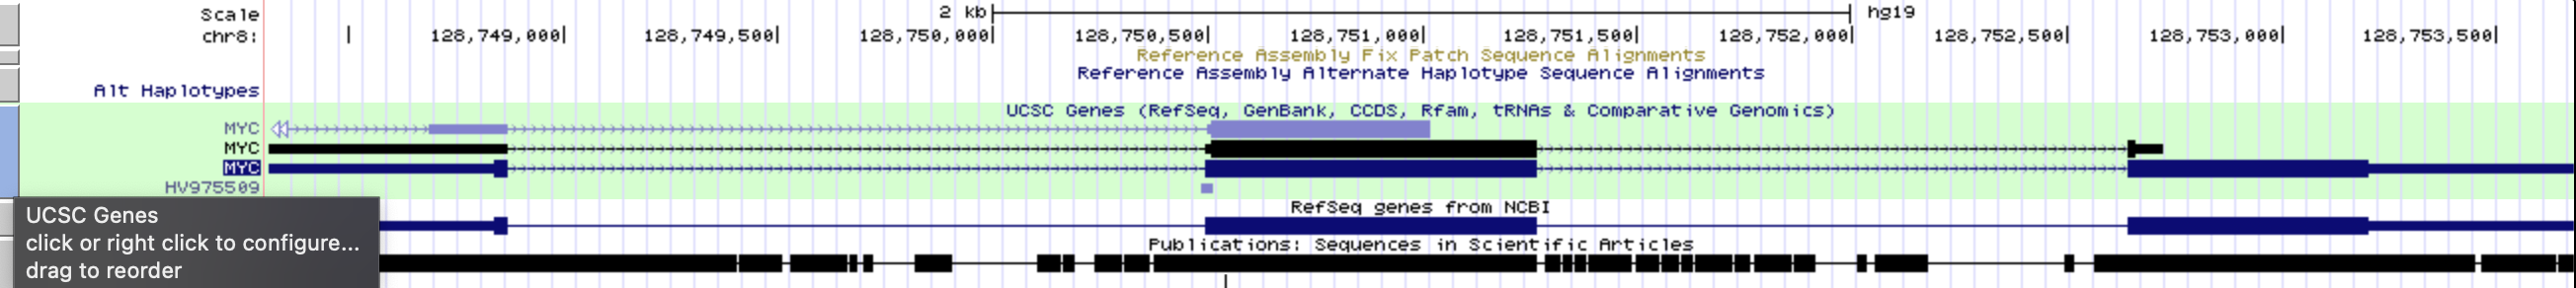 Scale 2 kb hg19
chr8: 128,749,000 128,749,500 128,750,000 128,750,500 128,751,000 128,751,500 128,752,000 128,752,500 128,753,000 128,753,500
Reference Assembly Fix Patch Sequence Alignments
Reference Assembly Alternate Haplotype Sequence Alignments
Alt Haplotypes
UCSC Genes (RefSeq, GenBank, CCDS, Rfam, tRNAs & Comparative Genomics)
MYC
MYC
MYC
HV975509
RefSeq genes from NCBI
UCSC Genes
click or right click to configure...
drag to reorder
Publications: Sequences in Scientific Articles